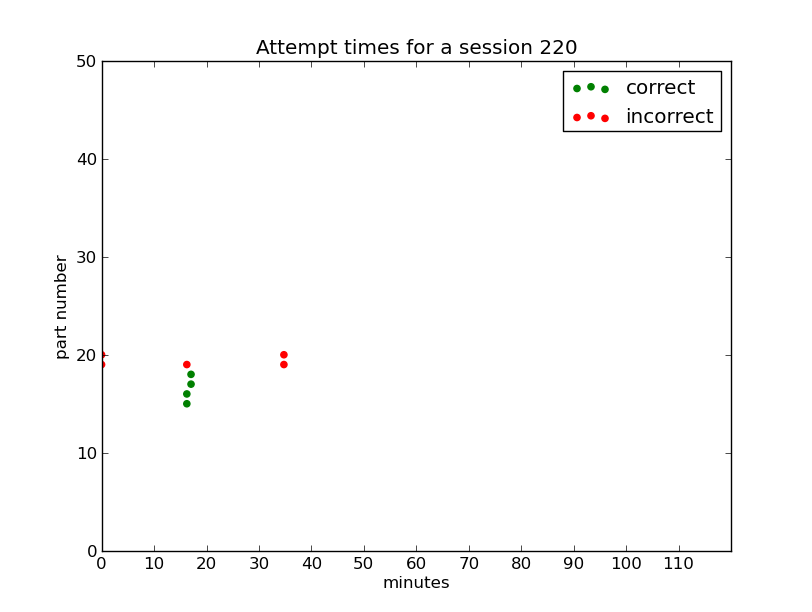 Attempt times for a session 220
correct
incorrect
50
40
30
20
10
0
part number
0 10 20 30 40 50 60 70 80 90 100 110
minutes